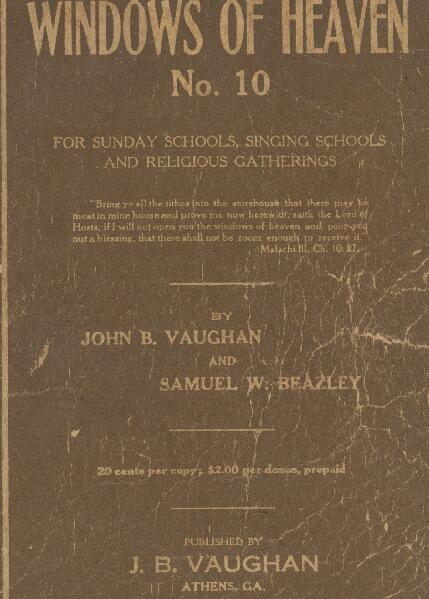 WINDOWS OF HEAVEN
No. 10
FOR SUNDAY SCHOOLS, SINGING SCHOOLS
AND RELIGIOUS GATHERINGS
"Bring ye all the tithes into the storehouse that there may be
meat in mine house and prove me now herewith, saith the Lord of
Hosts, if I will not open you the windows of heaven and pour you
out a blessing, that there shall not be room enough to receive it.
Malachi III, Ch. 10:
BY
JOHN B. VAUGHAN
AND
SAMUEL W. BEAZLEY
20 cents per copy; $2.00 per dozen, prepaid
PUBLISHED BY
J. B. VAUGHAN
ATHENS, GA.